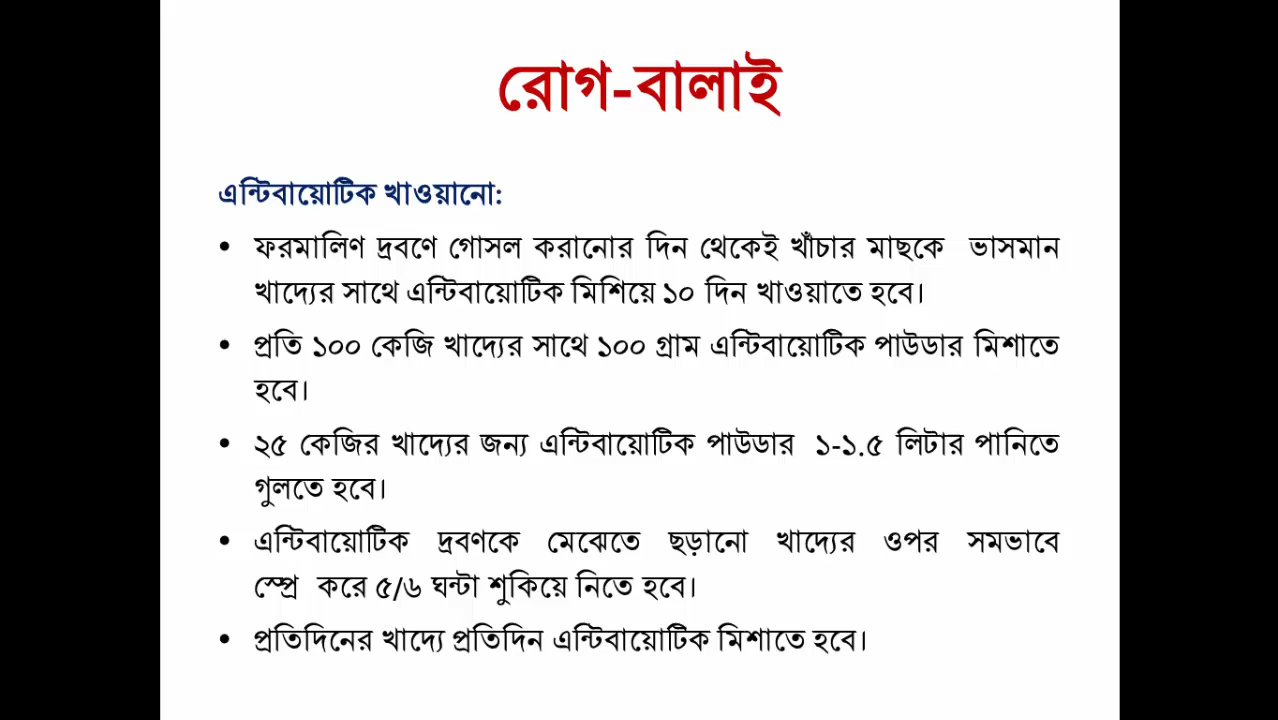 রোগ-বালাই
এন্টিবায়োটিক খাওয়ানো:
• ফরমালিণ দ্রবণে গোসল করানোর দিন থেকেই খাঁচার মাছকে ভাসমান
খাদ্যের সাথে এন্টিবায়োটিক মিশিয়ে ১০ দিন খাওয়াতে হবে।
• প্রতি ১০০ কেজি খাদ্যের সাথে ১০০ গ্রাম এন্টিবায়োটিক পাউডার মিশাতে
হবে।
• ২৫ কেজির খাদ্যের জন্য এন্টিবায়োটিক পাউডার ১-১.৫ লিটার পানিতে
গুলতে হবে।
• এন্টিবায়োটিক দ্রবণকে মেঝেতে ছড়ানো খাদ্যের ওপর সমভাবে
স্প্রে করে ৫/৬ ঘন্টা শুকিয়ে নিতে হবে।
• প্রতিদিনের খাদ্যে প্রতিদিন এন্টিবায়োটিক মিশাতে হবে।